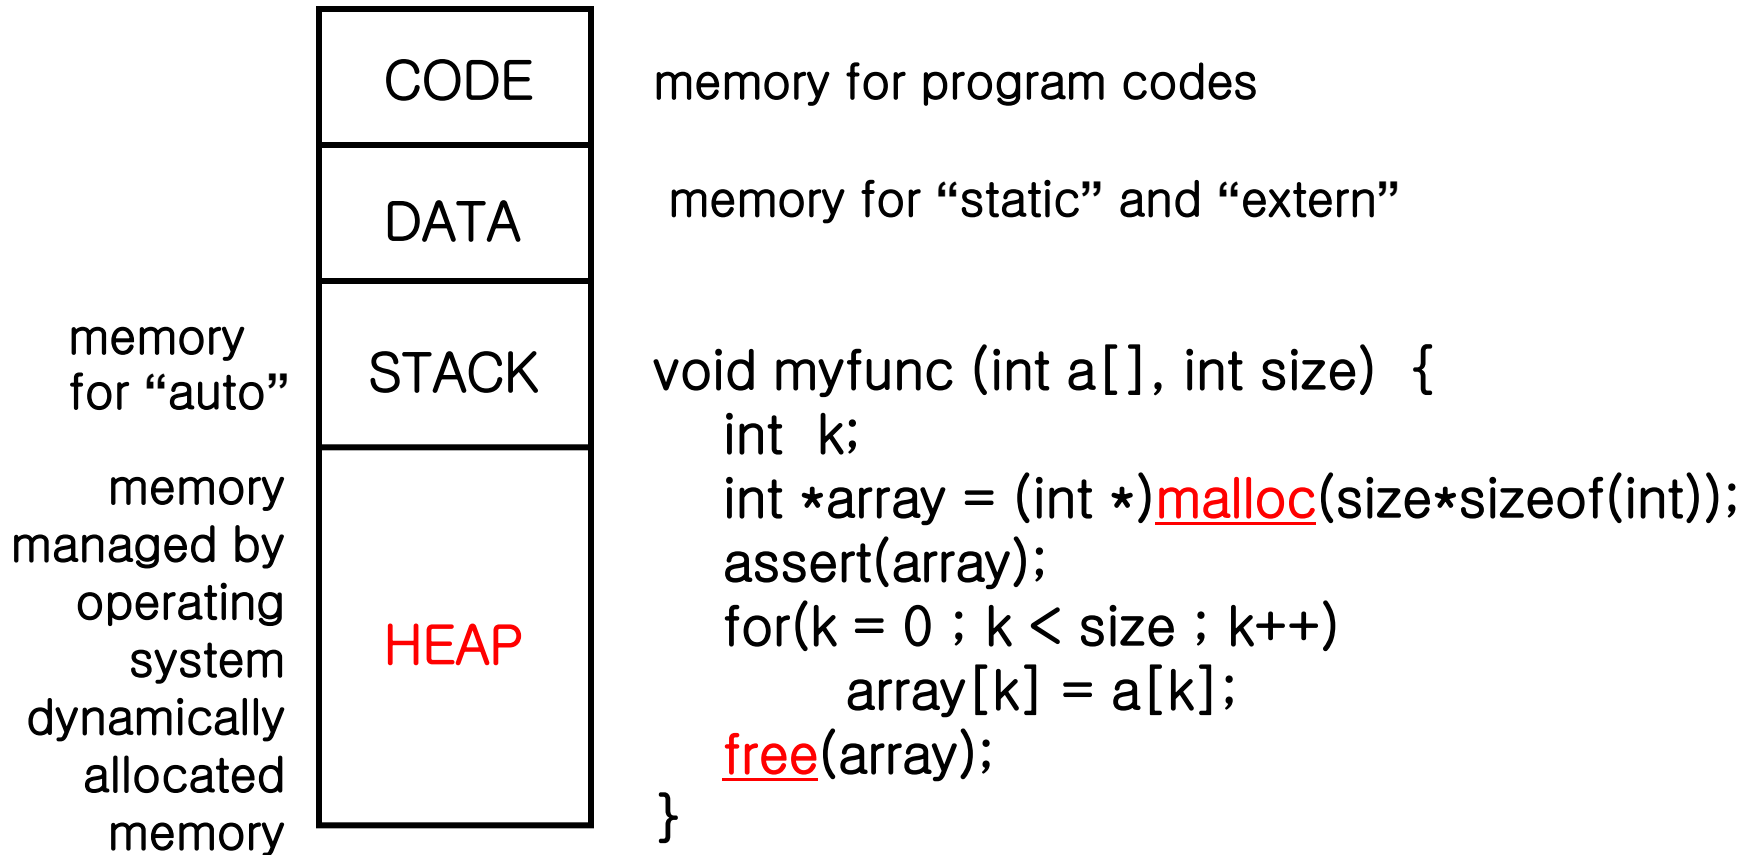 CODE
memory for program codes
DATA
memory for “static” and “extern”
memory
for “auto”
STACK
memory
managed by
operating
system
dynamically
allocated
memory
HEAP
void myfunc (int a[], int size) {
int k;
int *array = (int *)malloc(size*sizeof(int));
assert(array);
for(k = 0 ; k < size ; k++)
array[k] = a[k];
free(array);
}